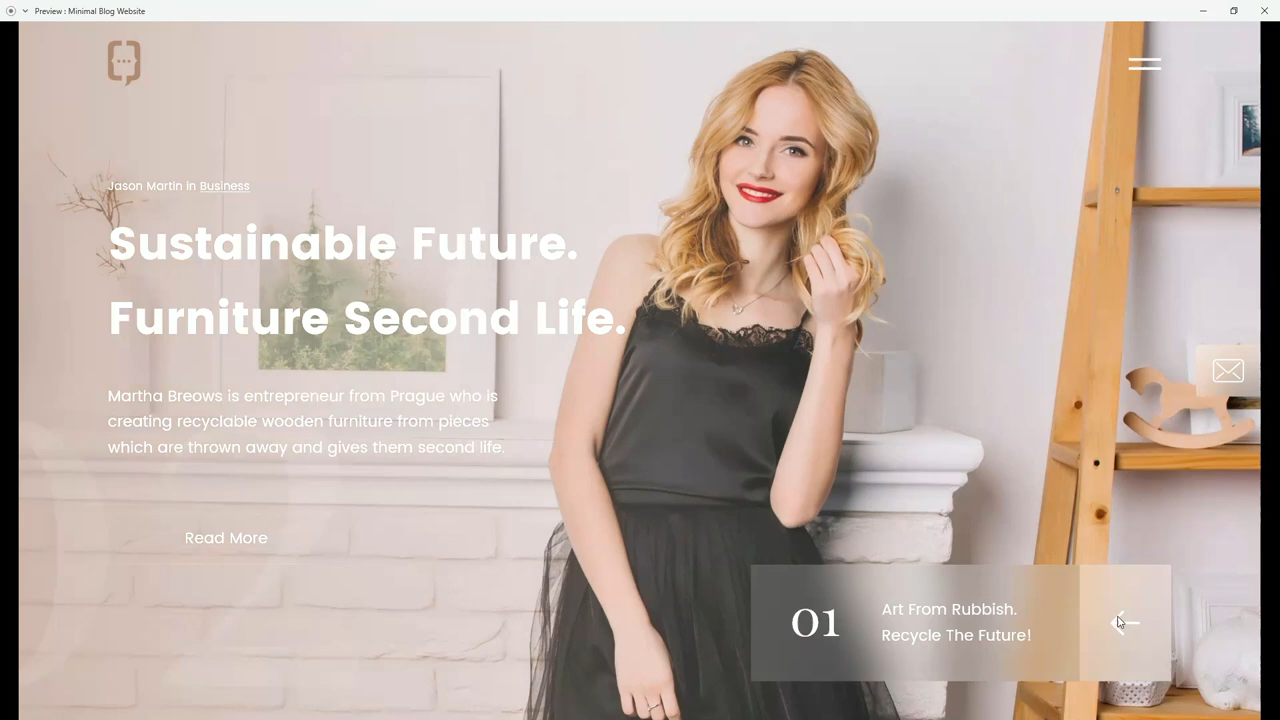 Preview : Minimal Blog Website
Jason Martin in Business
Sustainable Future.
Furniture Second Life.
Martha Breows is entrepreneur from Prague who is
creating recyclable wooden furniture from pieces
which are thrown away and gives them second life.
Read More
01
Art From Rubbish.
Recycle The Future!